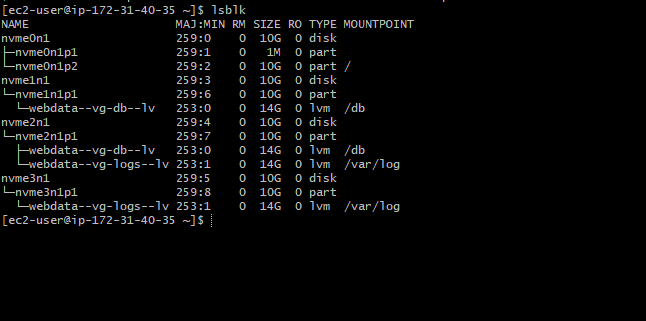 [ec2-user@ip-172-31-40-35 ~]$ lsblk
NAME                      MAJ:MIN RM  SIZE RO TYPE MOUNTPOINT
nvme0n1                   259:0    0   10G  0 disk
├─nvme0n1p1               259:1    0    1M  0 part
└─nvme0n1p2               259:2    0   10G  0 part /
nvme1n1                   259:3    0   10G  0 disk
└─nvme1n1p1               259:6    0   10G  0 part
  └─webdata--vg-db--lv    253:0    0   14G  0 lvm  /db
nvme2n1                   259:4    0   10G  0 disk
└─nvme2n1p1               259:7    0   10G  0 part
  ├─webdata--vg-db--lv    253:0    0   14G  0 lvm  /db
  └─webdata--vg-logs--lv  253:1    0   14G  0 lvm  /var/log
nvme3n1                   259:5    0   10G  0 disk
└─nvme3n1p1               259:8    0   10G  0 part
  └─webdata--vg-logs--lv  253:1    0   14G  0 lvm  /var/log
[ec2-user@ip-172-31-40-35 ~]$